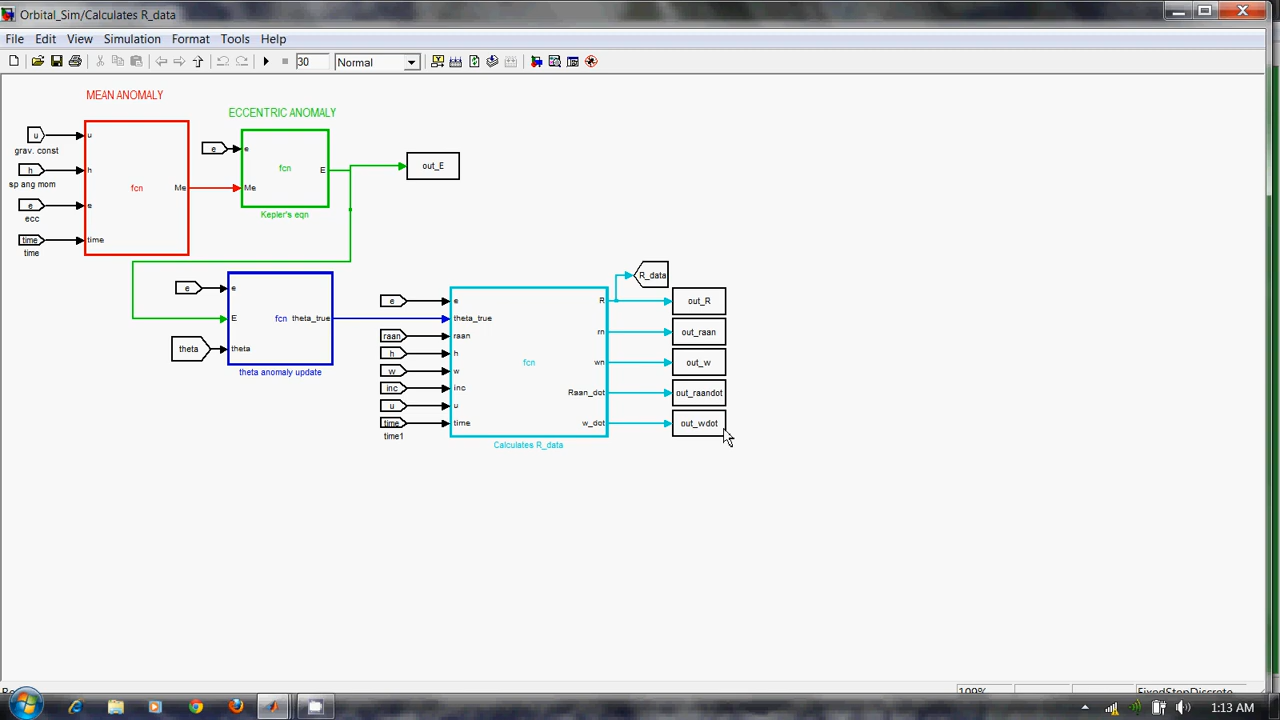 Orbital_Sim/Calculates R_data
File Edit View Simulation Format Tools Help
30 Normal
MEAN ANOMALY
u
grav. const
h
sp ang mom
e
ecc
time
time
u
h
e
time
fcn
Me
ECCENTRIC ANOMALY
e
e
Me
fcn
E
Kepler's eqn
out_E
e
theta
e
E
theta
fcn
theta_true
theta anomaly update
e
raan
h
w
inc
u
time
time1
e
theta_true
raan
h
w
inc
u
time
fcn
R
rn
wn
Raan_dot
w_dot
Calculates R_data
R_data
out_R
out_raan
out_w
out_raandot
out_wdot
109%
FixedStepDiscrete
1:13 AM